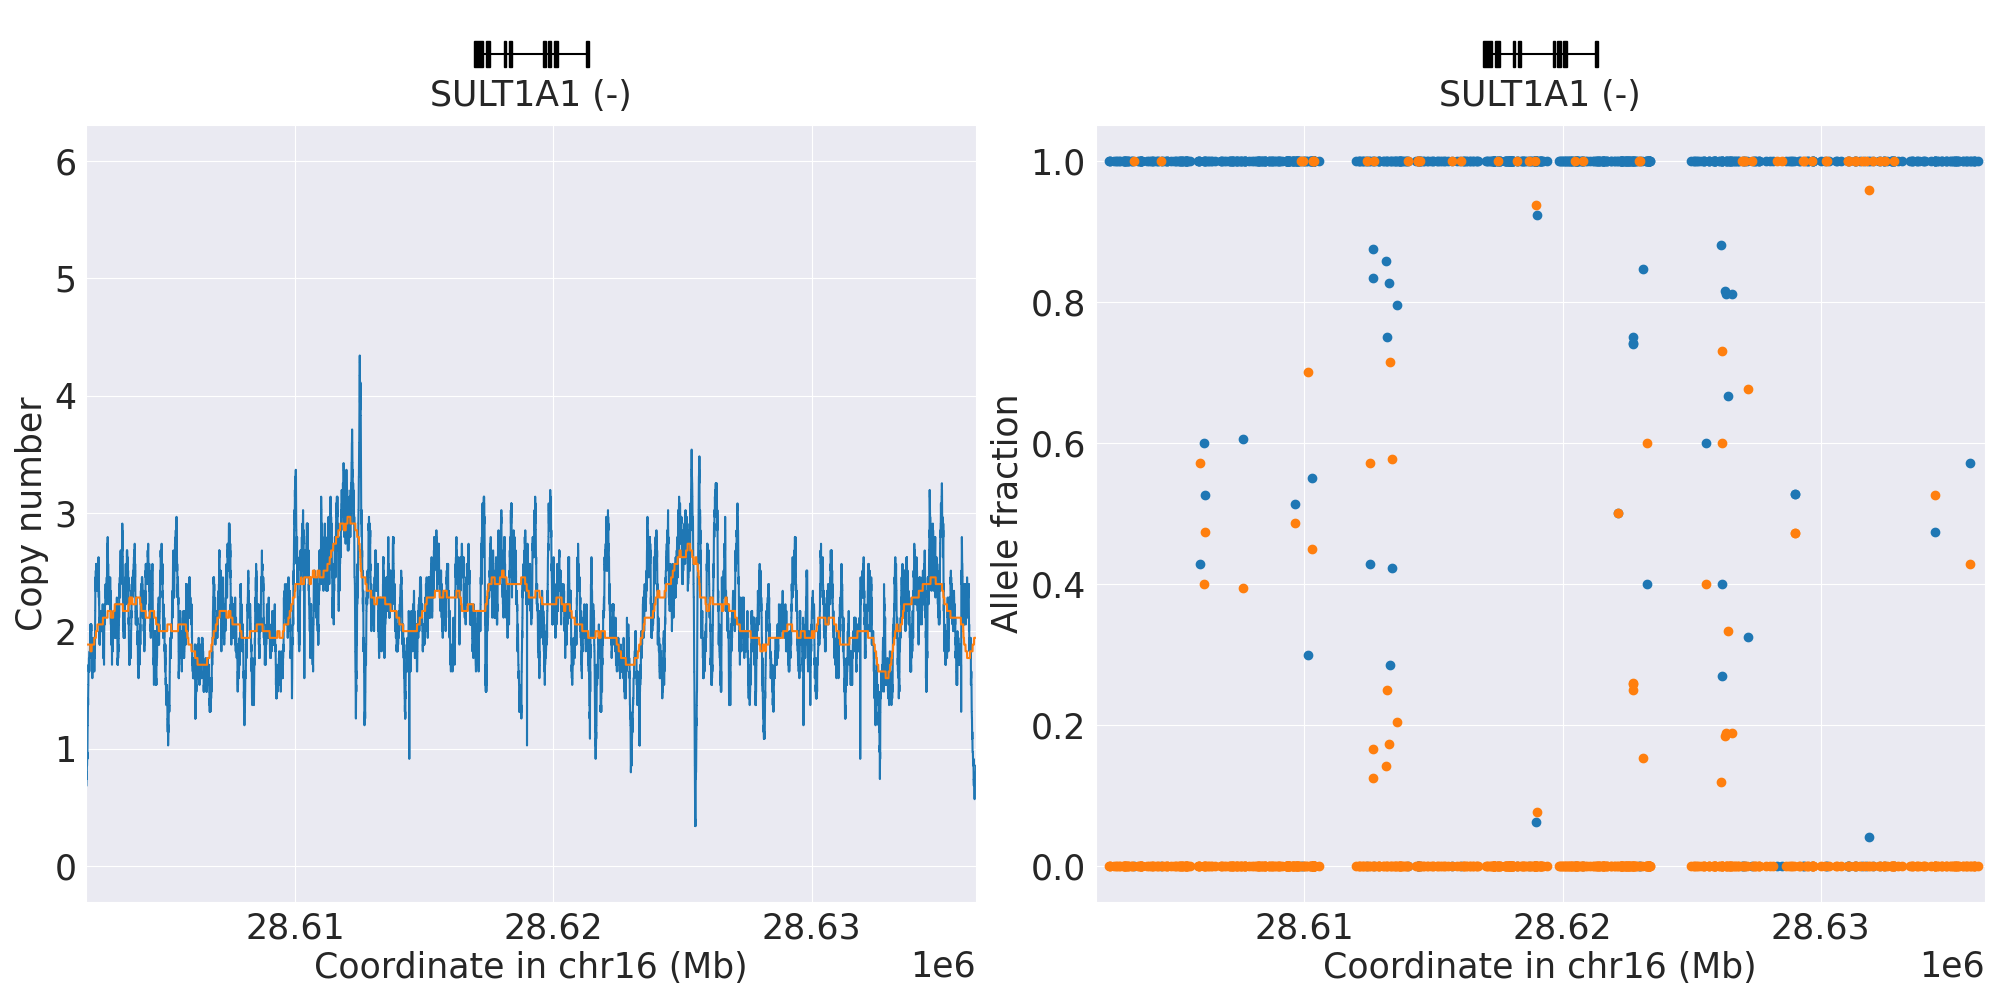 SULT1A1 (-)
Copy number
6
5
4
3
2
1
0
28.61
28.62
28.63
Coordinate in chr16 (Mb)
1e6
SULT1A1 (-)
Allele fraction
1.0
0.8
0.6
0.4
0.2
0.0
28.61
28.62
28.63
Coordinate in chr16 (Mb)
1e6